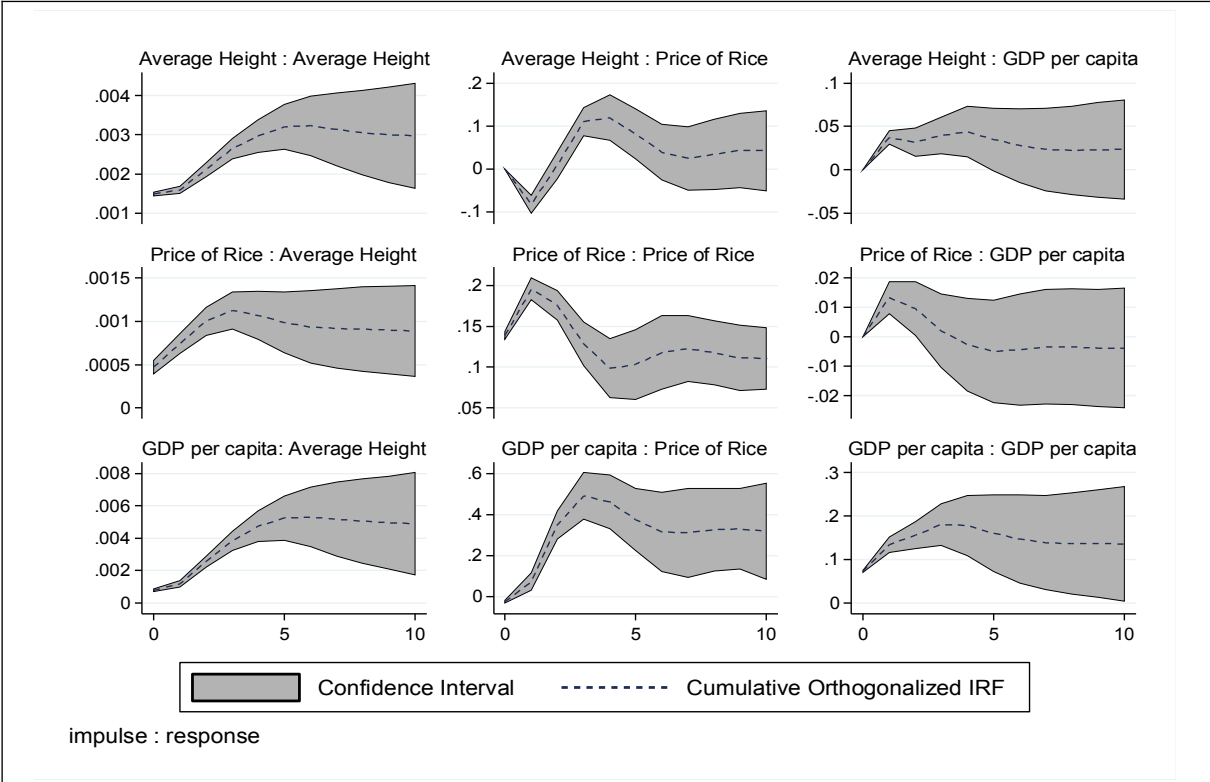 Average Height : Average Height
.004
.003
.002
.001
Average Height : Price of Rice
.2
.1
0
-.1
Average Height : GDP per capita
.1
.05
0
-.05
Price of Rice : Average Height
.0015
.001
.0005
0
Price of Rice : Price of Rice
.2
.15
.1
.05
Price of Rice : GDP per capita
.02
.01
0
-.01
-.02
GDP per capita: Average Height
.008
.006
.004
.002
0
0 5 10
GDP per capita : Price of Rice
.6
.4
.2
0
0 5 10
GDP per capita : GDP per capita
.3
.2
.1
0
0 5 10
Confidence Interval
Cumulative Orthogonalized IRF
impulse : response